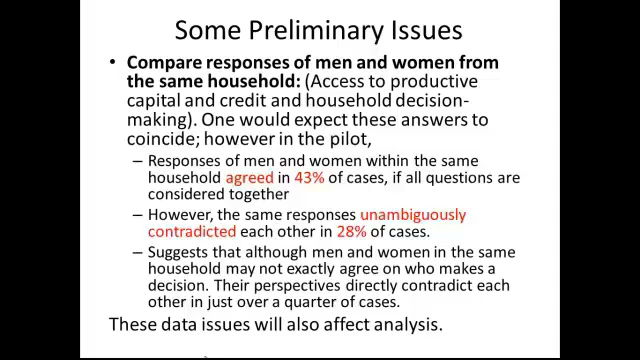 Some Preliminary Issues
• Compare responses of men and women from
the same household: (Access to productive
capital and credit and household decision-
making). One would expect these answers to
coincide; however in the pilot,
– Responses of men and women within the same
household agreed in 43% of cases, if all questions are
considered together
– However, the same responses unambiguously
contradicted each other in 28% of cases.
– Suggests that although men and women in the same
household may not exactly agree on who makes a
decision. Their perspectives directly contradict each
other in just over a quarter of cases.
These data issues will also affect analysis.